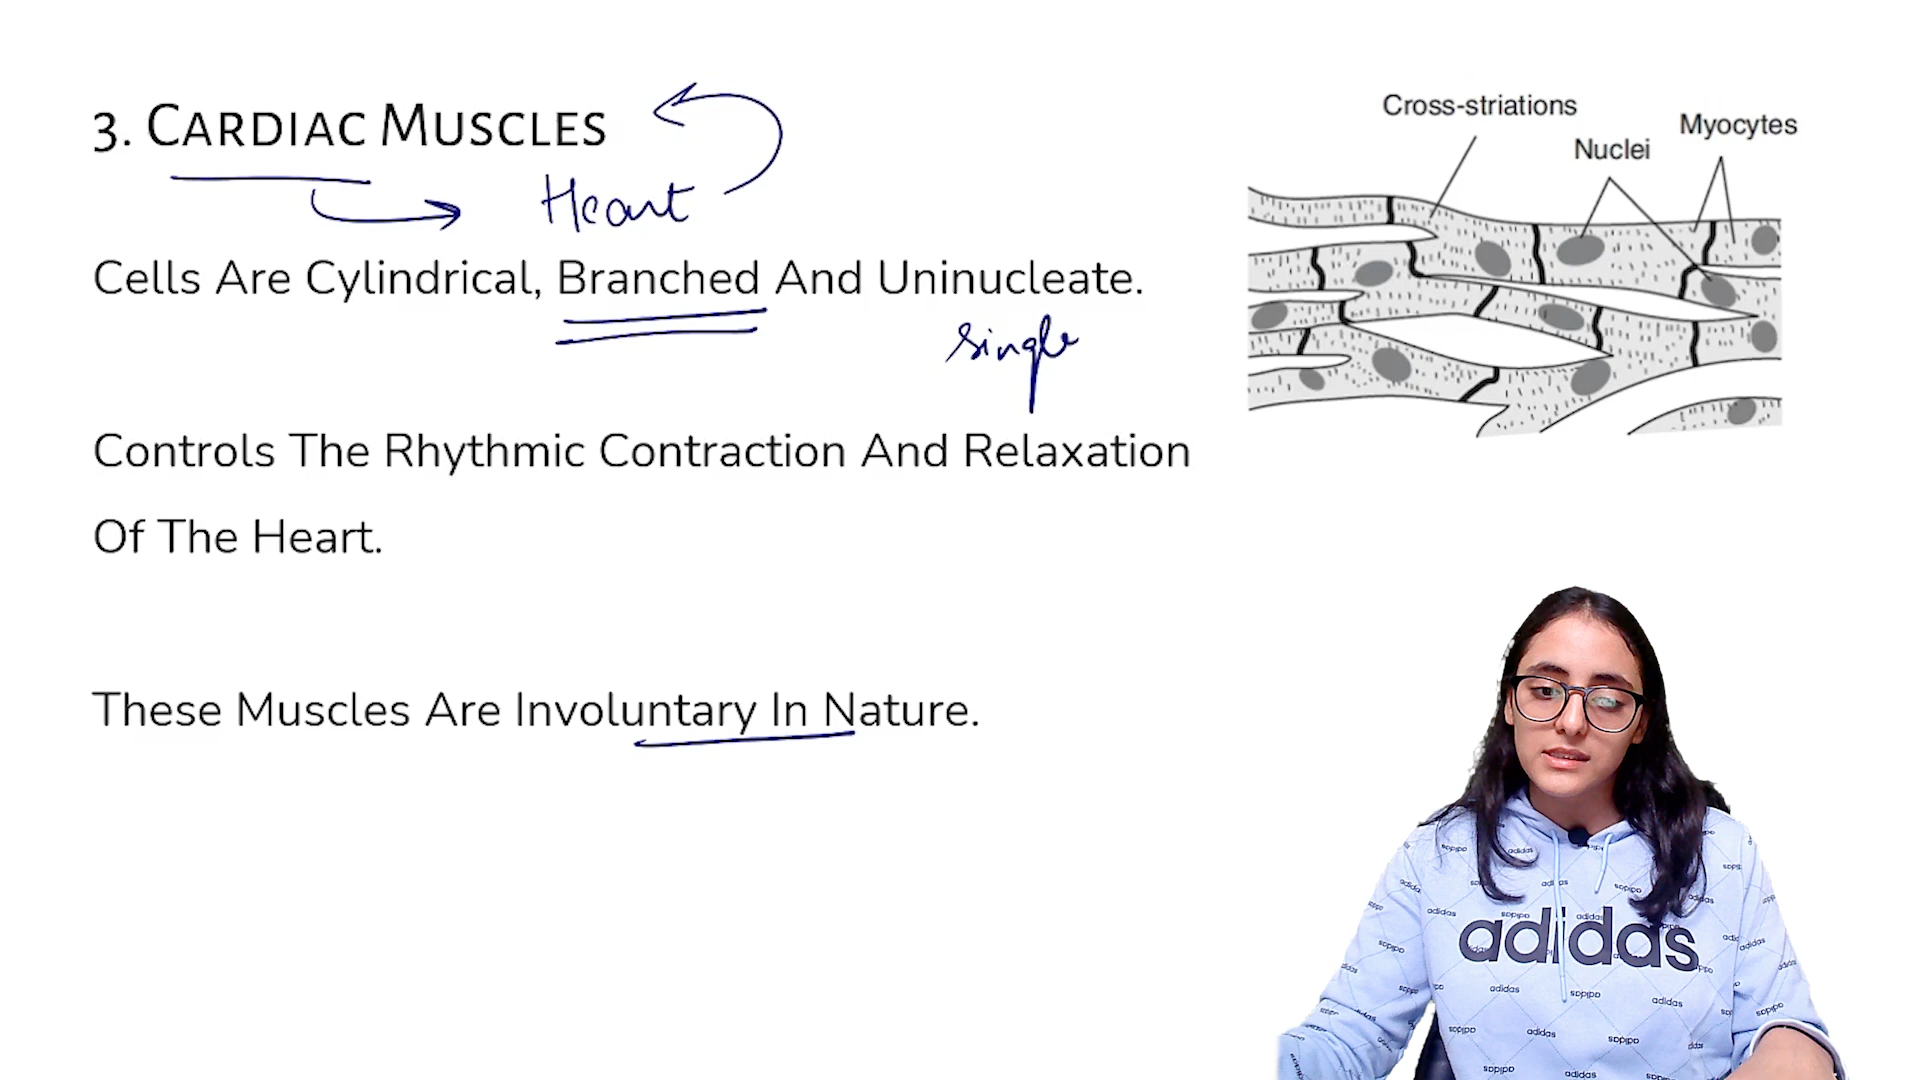 3. CARDIAC MUSCLES
Heart
Cells Are Cylindrical, Branched And Uninucleate.
single
Controls The Rhythmic Contraction And Relaxation
Of The Heart.
These Muscles Are Involuntary In Nature.
Cross-striations
Nuclei
Myocytes
adidas